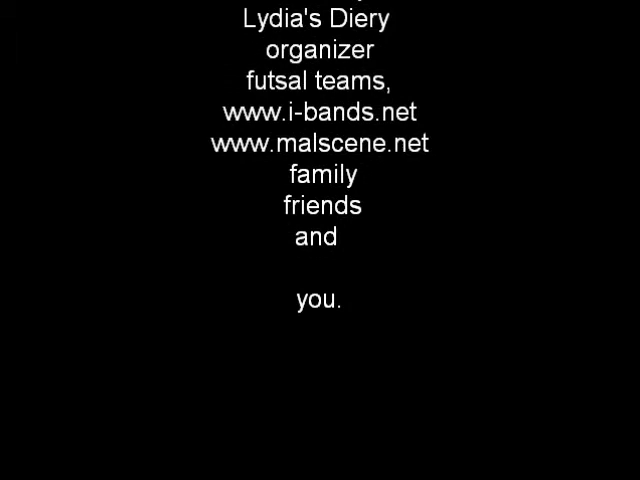 Lydia's Diery
organizer
futsal teams,
www.i-bands.net
www.malscene.net
family
friends
and
you.